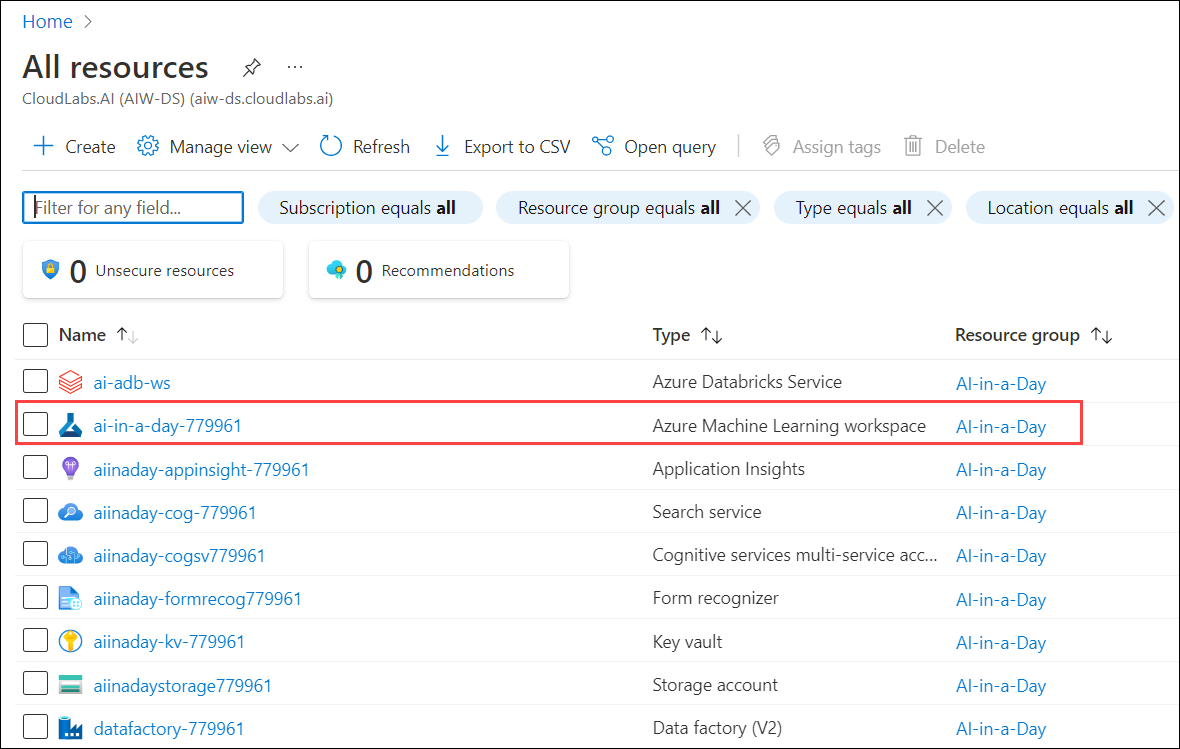 Home >
All resources ...
CloudLabs.AI (AIW-DS) (aiw-ds.cloudlabs.ai)
Create Manage view Refresh Export to CSV Open query Assign tags Delete
Filter for any field... Subscription equals all Resource group equals all Type equals all Location equals all
0 Unsecure resources 0 Recommendations
Name Type Resource group
ai-adb-ws Azure Databricks Service AI-in-a-Day
ai-in-a-day-779961 Azure Machine Learning workspace AI-in-a-Day
aiinaday-appinsight-779961 Application Insights AI-in-a-Day
aiinaday-cog-779961 Search service AI-in-a-Day
aiinaday-cogsv779961 Cognitive services multi-service acc... AI-in-a-Day
aiinaday-formrecog779961 Form recognizer AI-in-a-Day
aiinaday-kv-779961 Key vault AI-in-a-Day
aiinadaystorage779961 Storage account AI-in-a-Day
datafactory-779961 Data factory (V2) AI-in-a-Day